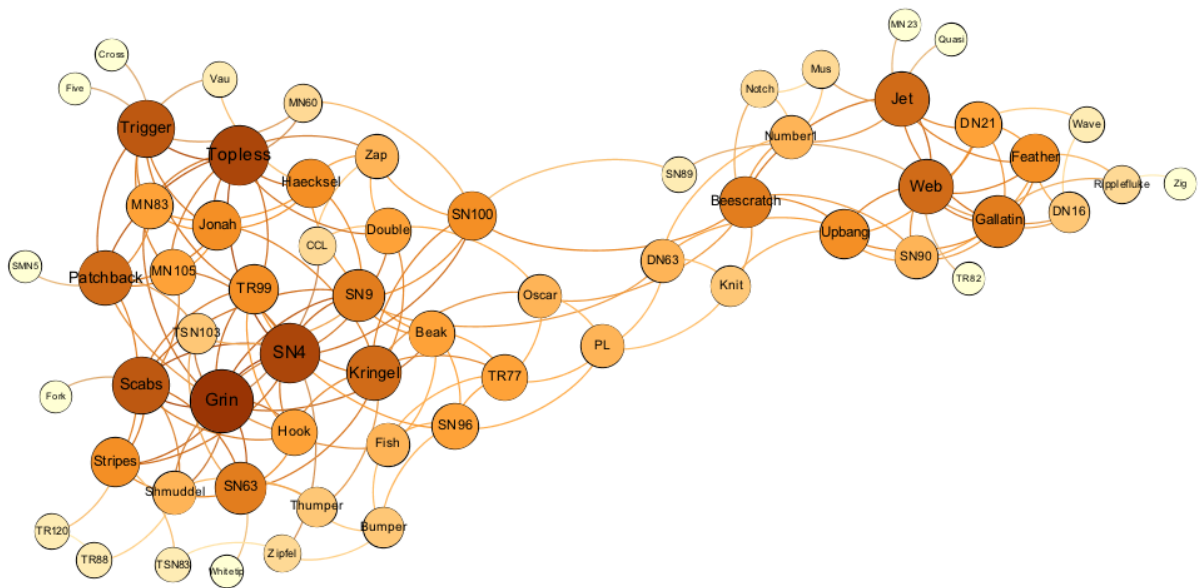 MN23
Quasi
Cross
Mus
Vau
Five
Notch
Jet
MN60
Trigger
DN21
Wave
Number1
Topless
Zap
Feather
Haecksel
SN89
Ripplefluke
Zig
Web
MN83
Beescratch
DN16
SN100
Gallatin
Jonah
Double
Upbang
CCL
SN90
DN63
SMN5
Patchback
MN105
TR82
Knit
TR99
SN9
Oscar
TSN103
Beak
PL
SN4
Kringel
TR77
Scabs
Fork
Grin
SN96
Hook
Fish
Stripes
SN63
Shmuddel
Thumper
Bumper
TR120
Zipfel
TR88
TSN83
Whitetip